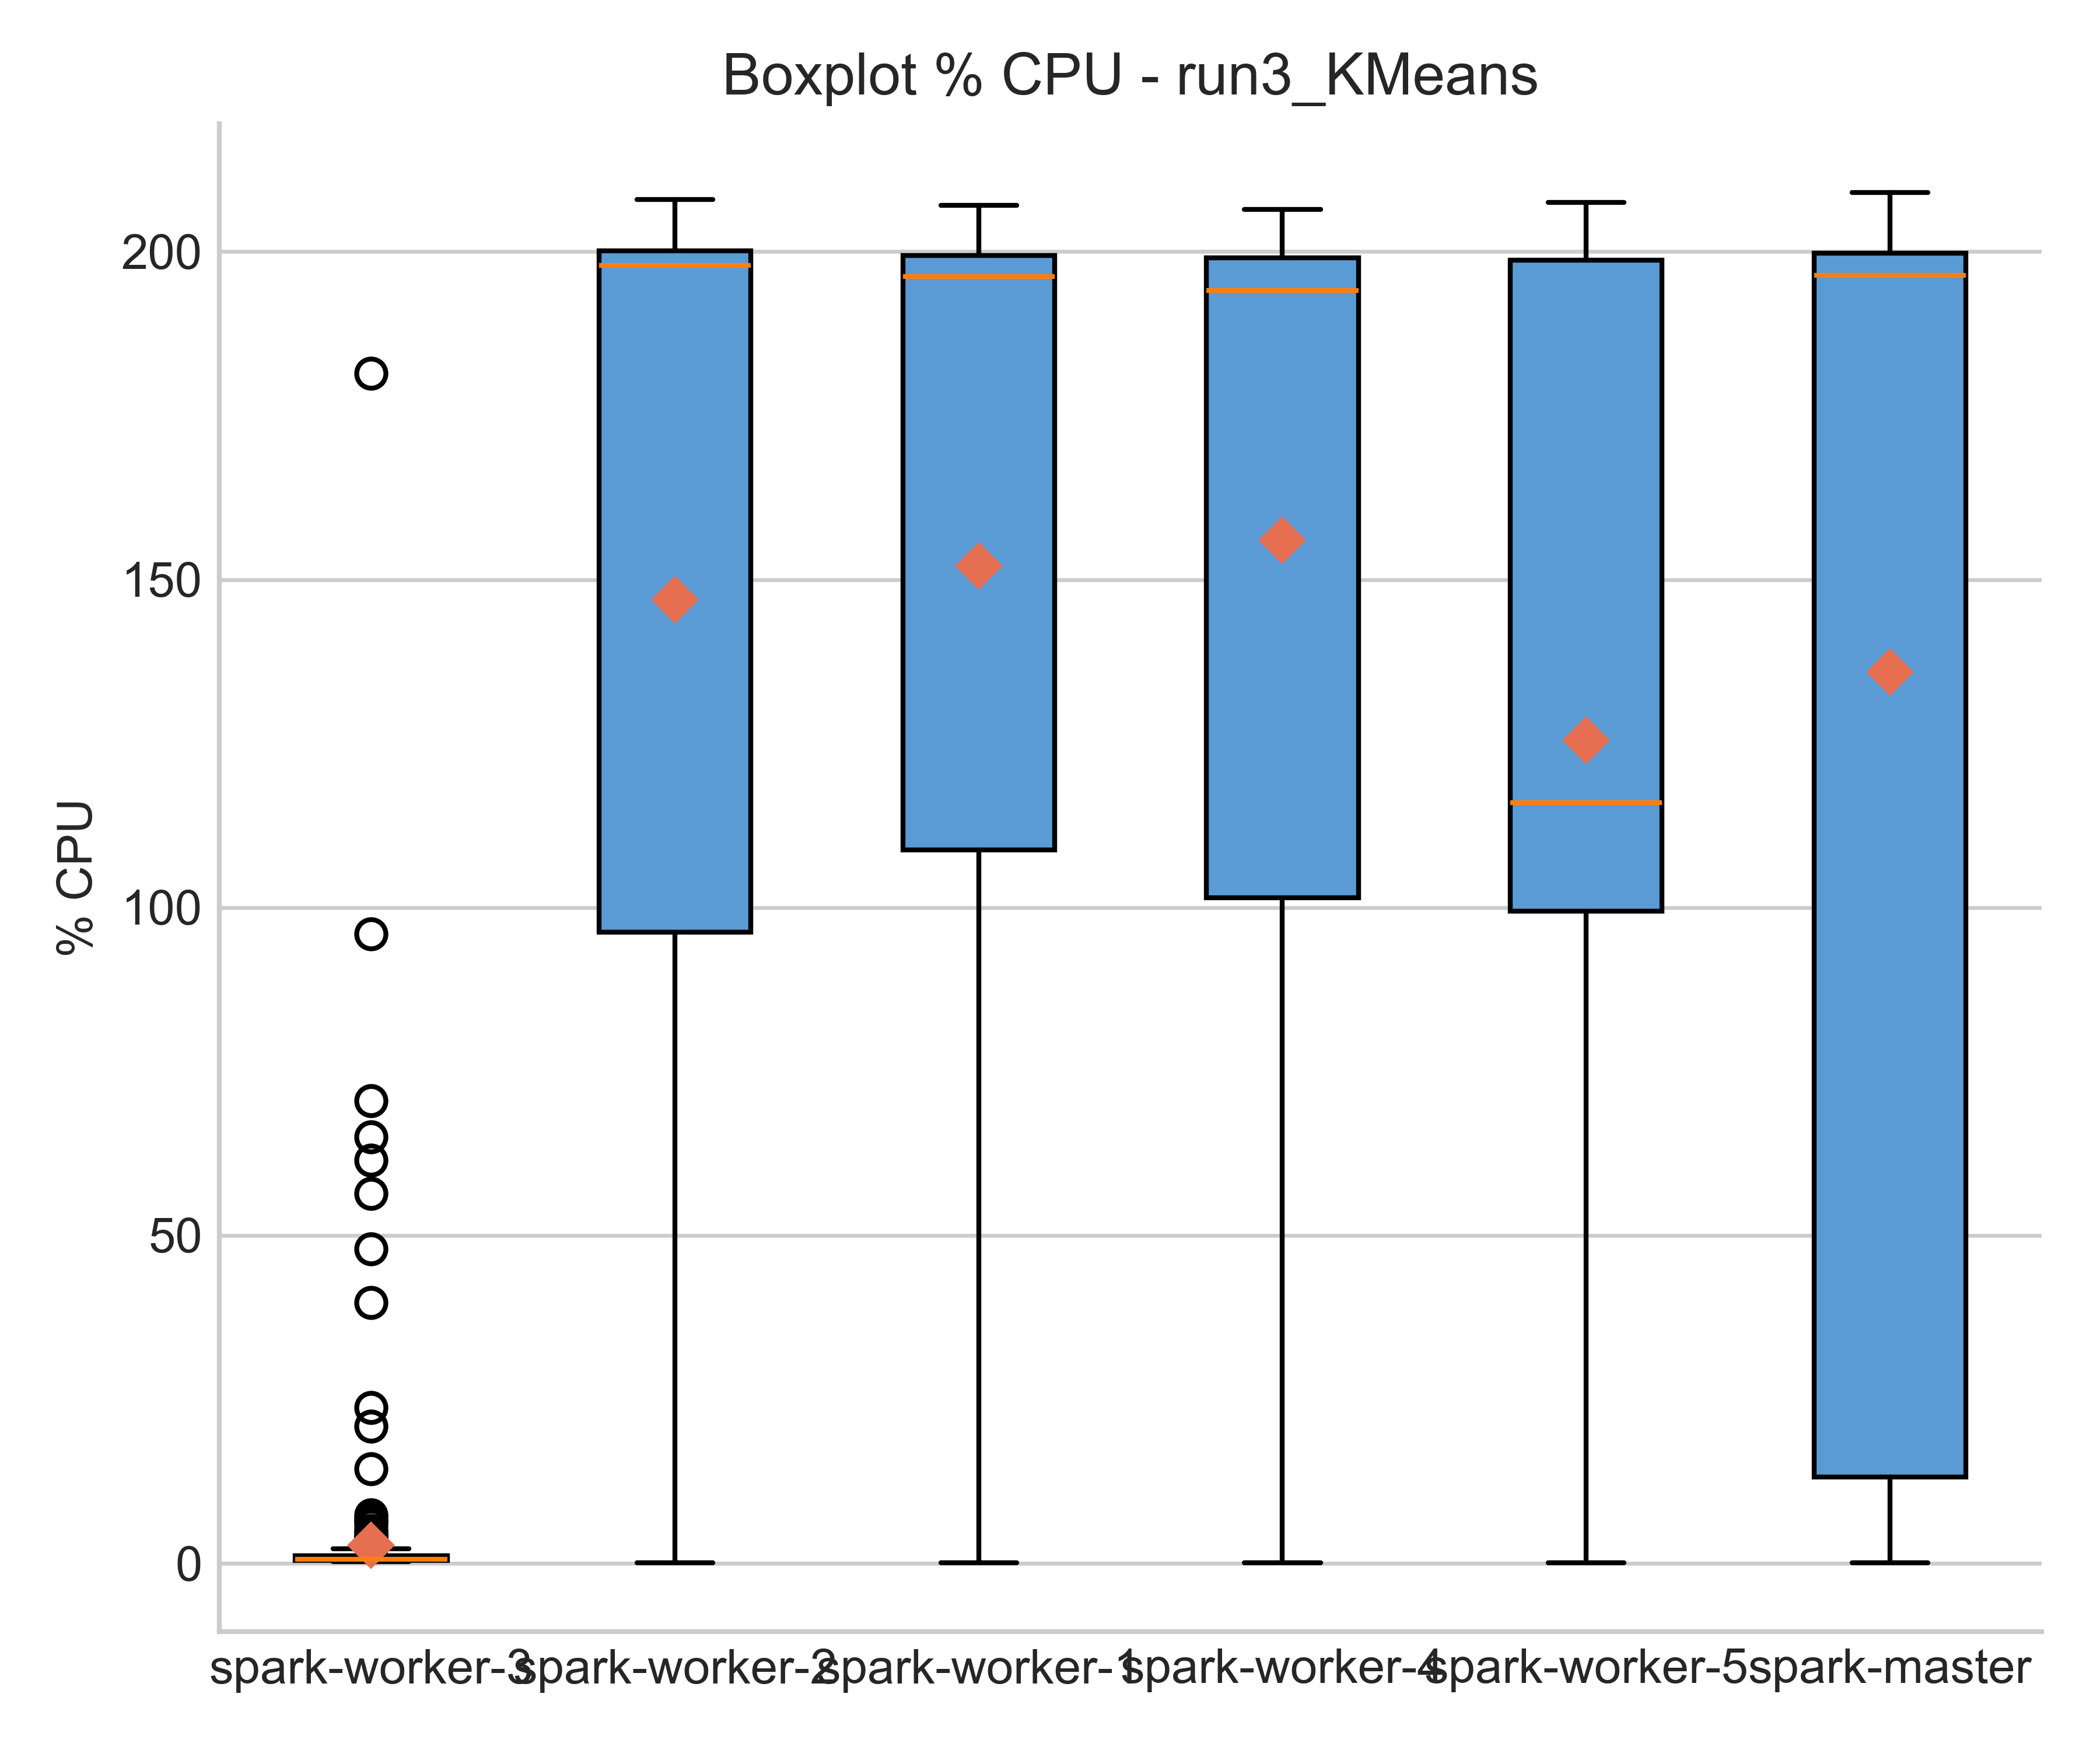 Boxplot % CPU - run3_KMeans
% CPU
200
150
100
50
0
spark-worker-3 spark-worker-2 spark-worker-1 spark-worker-4 spark-worker-5 spark-master